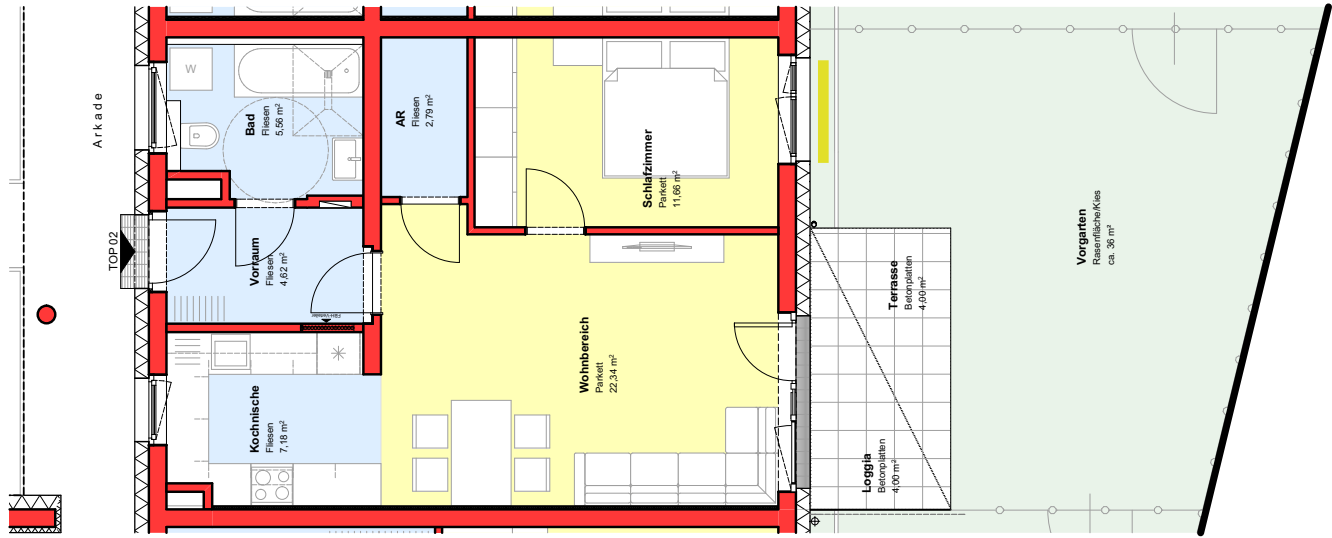 Arkade
TOP 02
W
Bad
Fliesen
5,56 m²
AR
Fliesen
2,79 m²
Schlafzimmer
Parkett
11,66 m²
Vorraum
Fliesen
4,62 m²
Kochnische
Fliesen
7,18 m²
Wohnbereich
Parkett
22,34 m²
Terrasse
Betonplatten
4,00 m²
Loggia
Betonplatten
4,00 m²
Vorgarten
Rasenfläche/Kies
ca. 36 m²